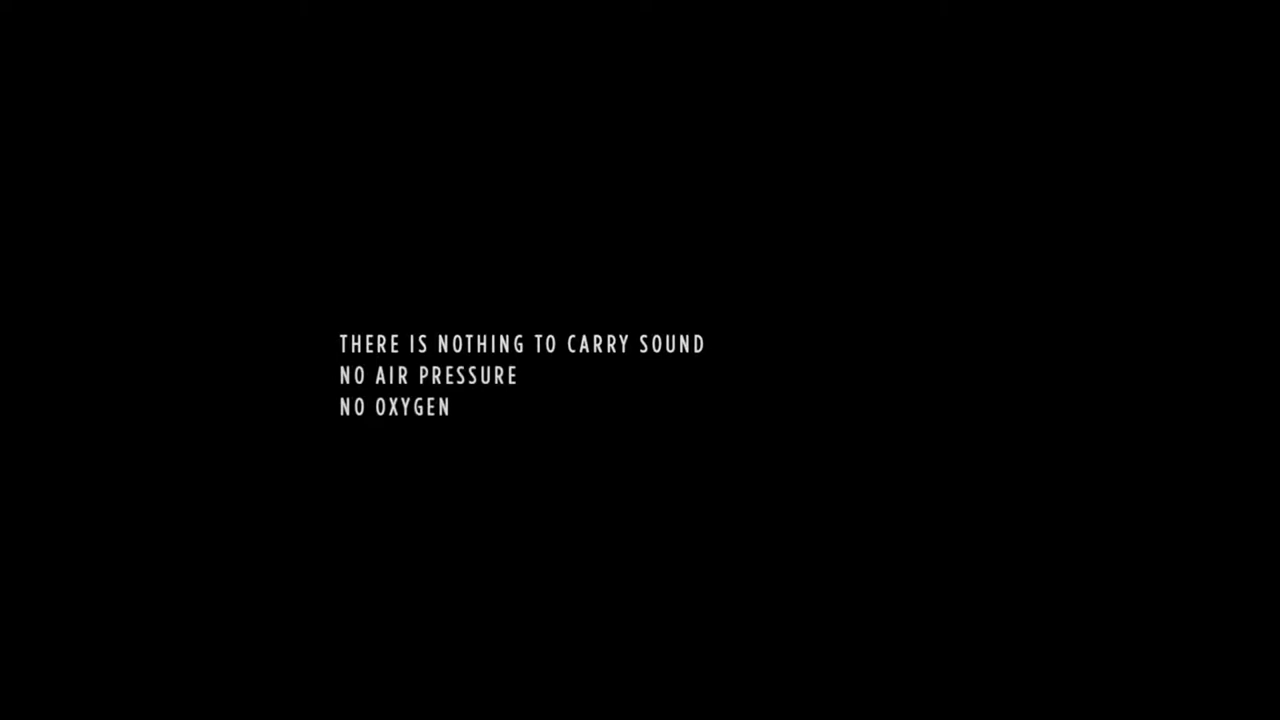 THERE IS NOTHING TO CARRY SOUND
NO AIR PRESSURE
NO OXYGEN